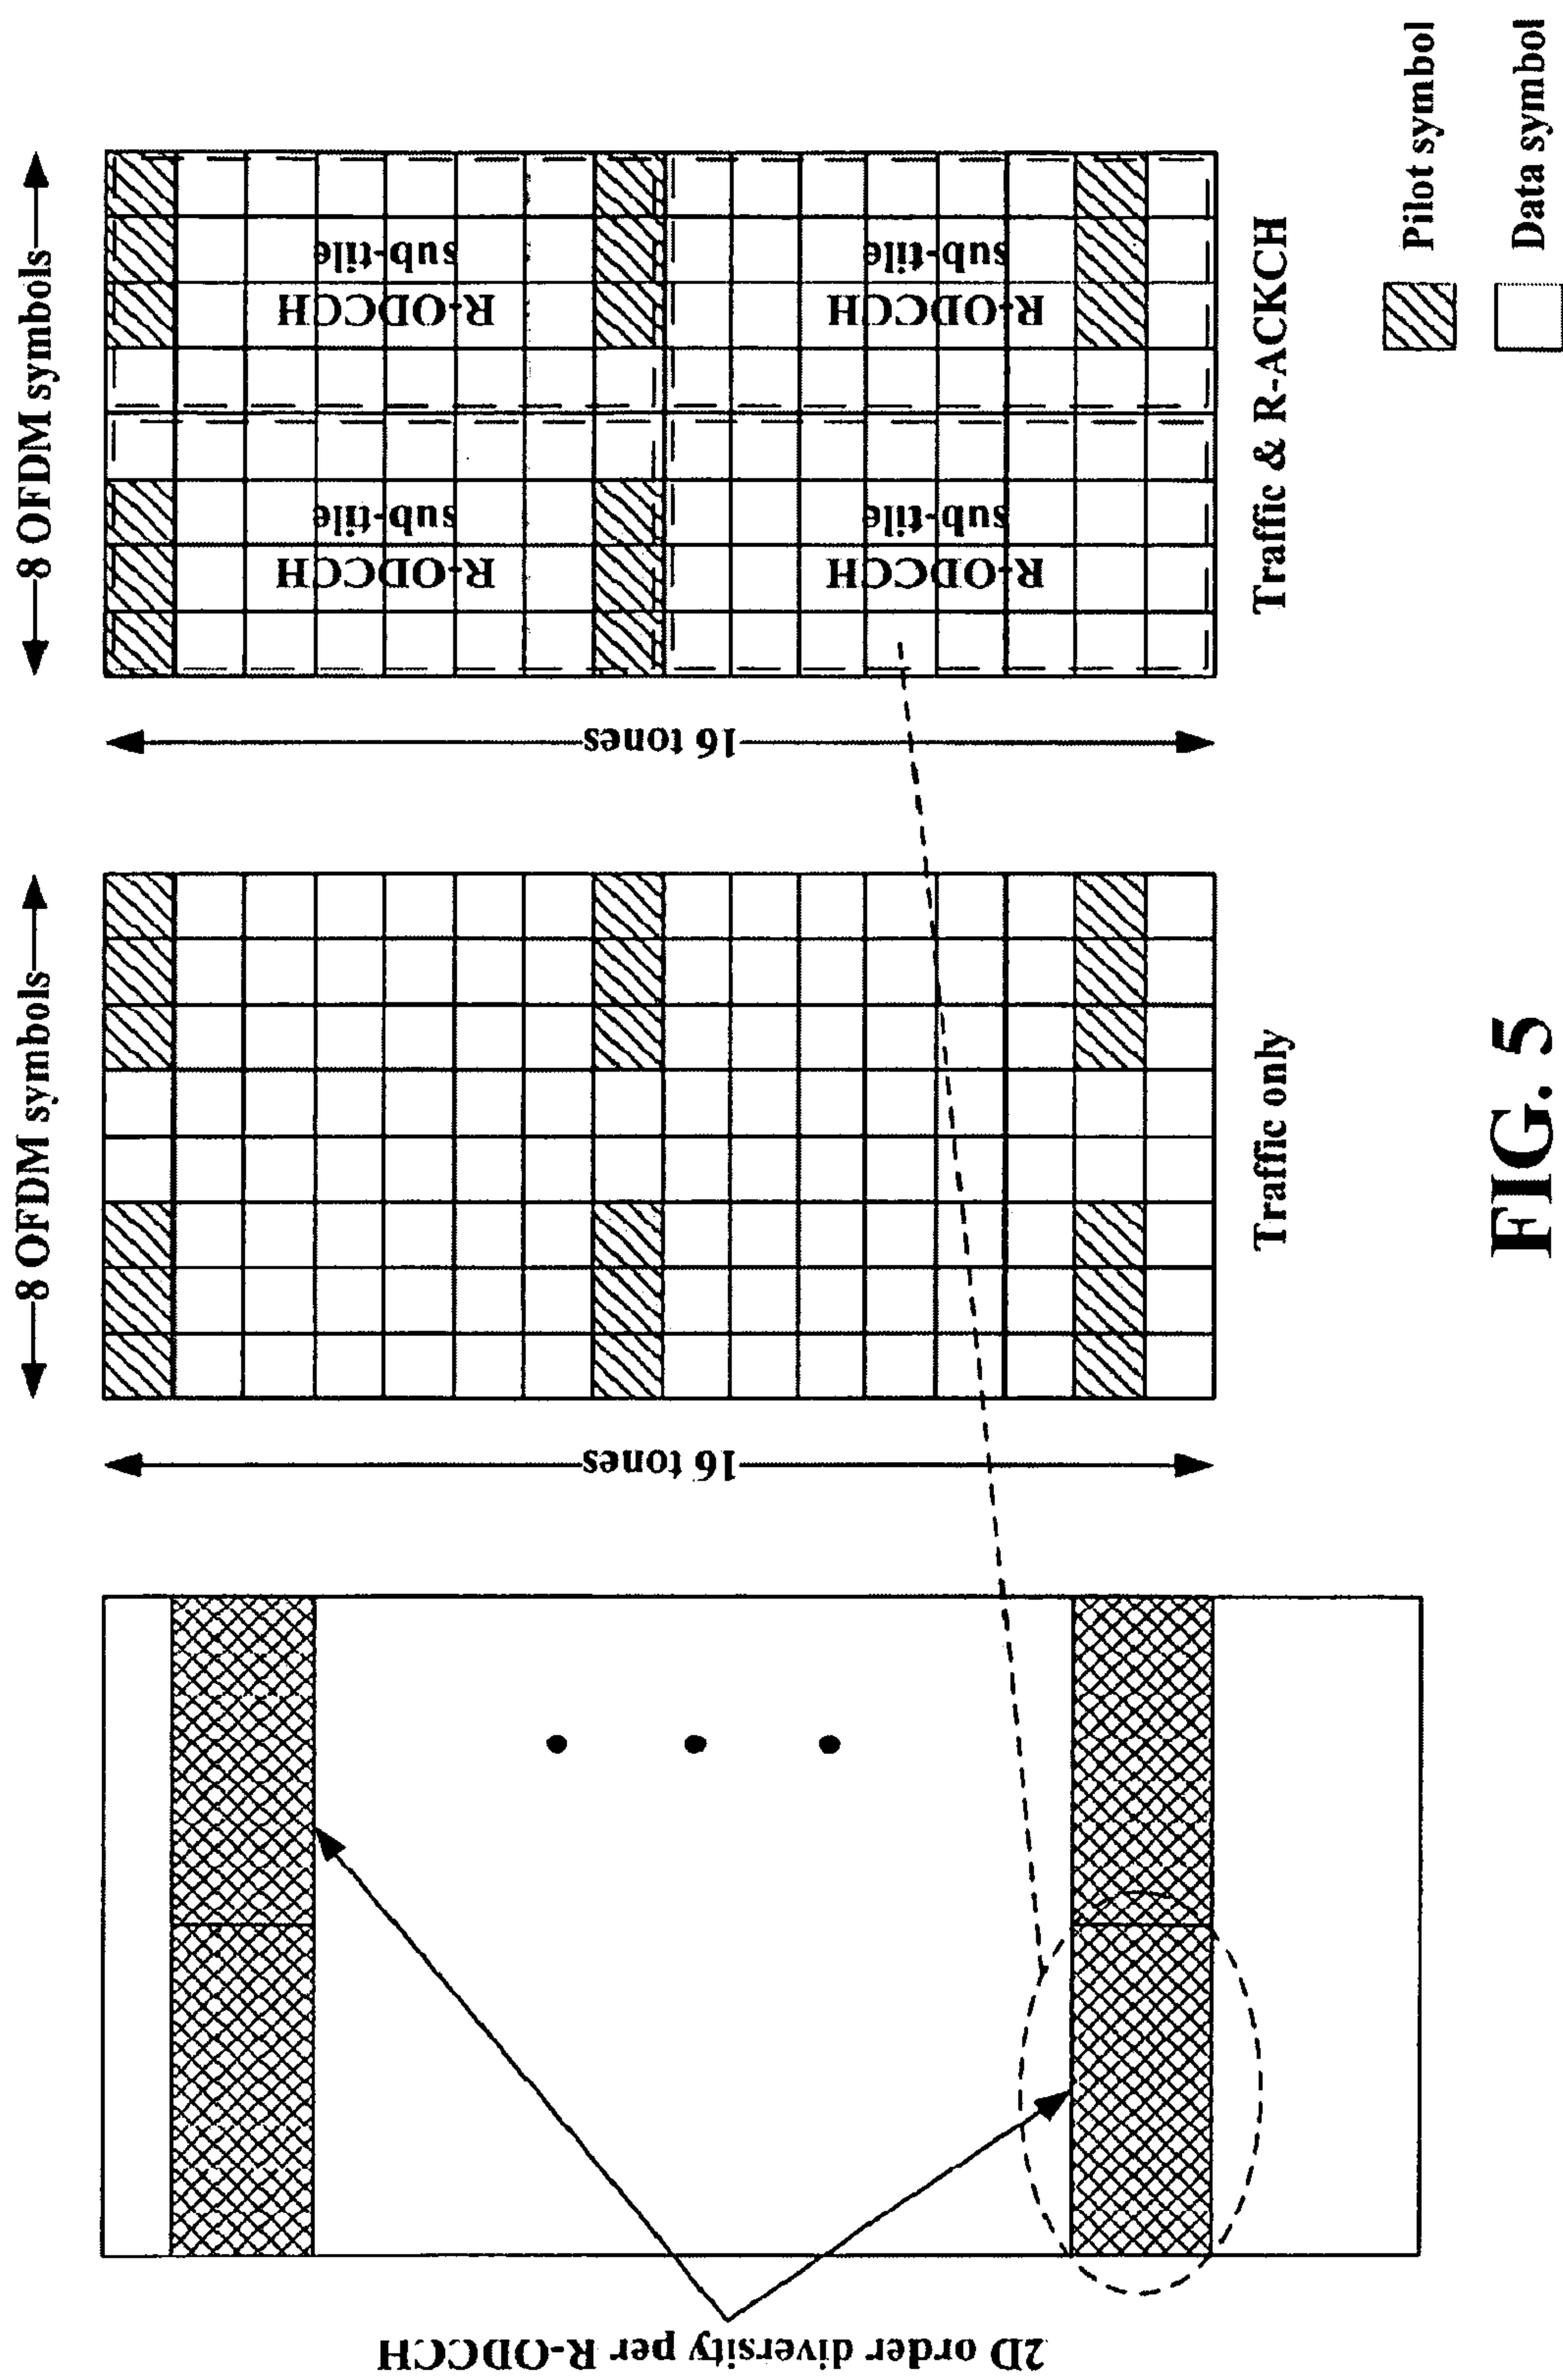 2D order diversity per R-ODCCH
16 tones
8 OFDM symbols
Traffic only
16 tones
8 OFDM symbols
R-ODCCH
sub-tile
R-ODCCH
sub-tile
R-ODCCH
sub-tile
R-ODCCH
sub-tile
Traffic & R-ACKCH
Pilot symbol
Data symbol
FIG. 5